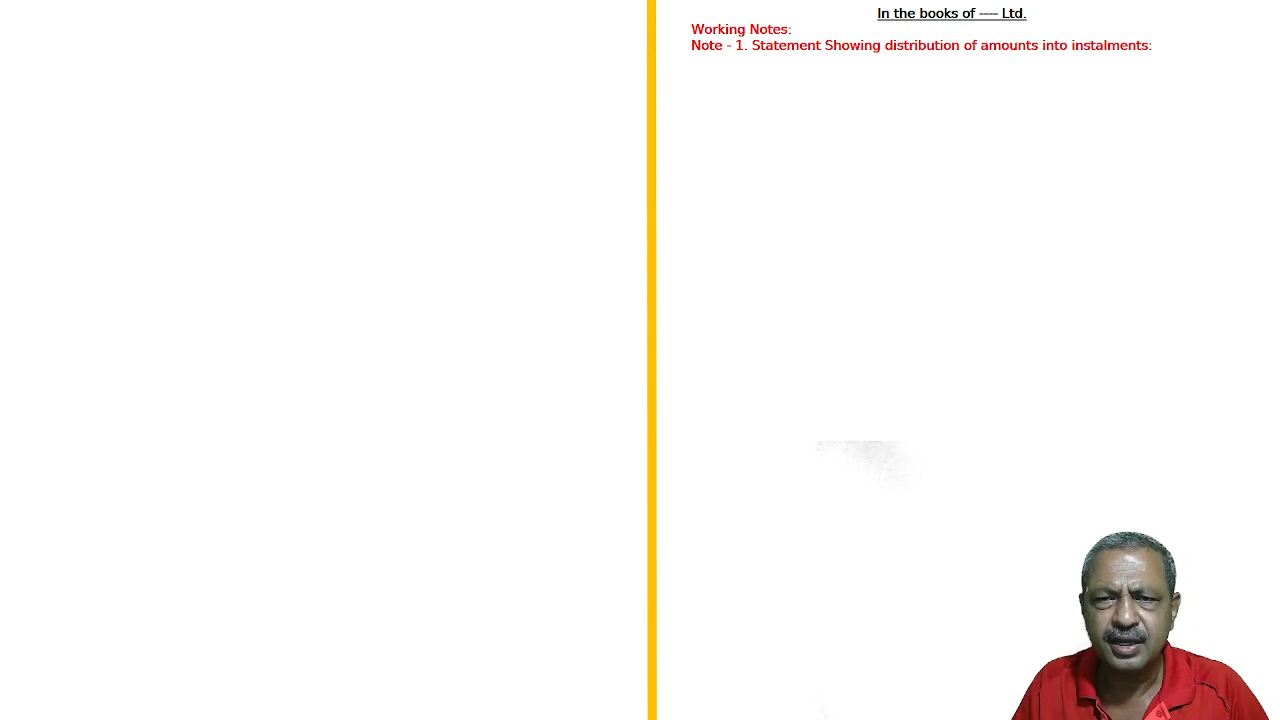 In the books of ---- Ltd.
Working Notes:
Note - 1. Statement Showing distribution of amounts into instalments: